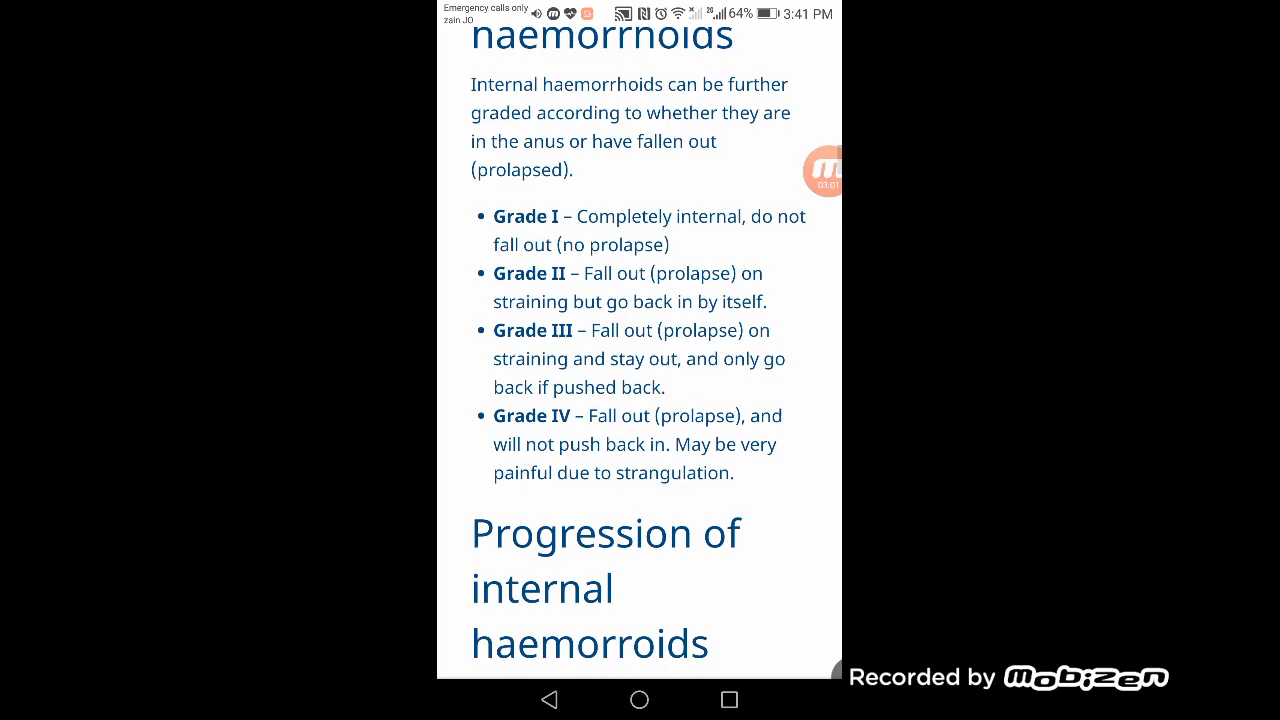 Emergency calls only
zain JO
2G
64%
3:41 PM
haemorrhoids
Internal haemorrhoids can be further
graded according to whether they are
in the anus or have fallen out
(prolapsed).
03:01
• Grade I – Completely internal, do not
fall out (no prolapse)
• Grade II – Fall out (prolapse) on
straining but go back in by itself.
• Grade III – Fall out (prolapse) on
straining and stay out, and only go
back if pushed back.
• Grade IV – Fall out (prolapse), and
will not push back in. May be very
painful due to strangulation.
Progression of
internal
haemorroids
Recorded by Mobizen